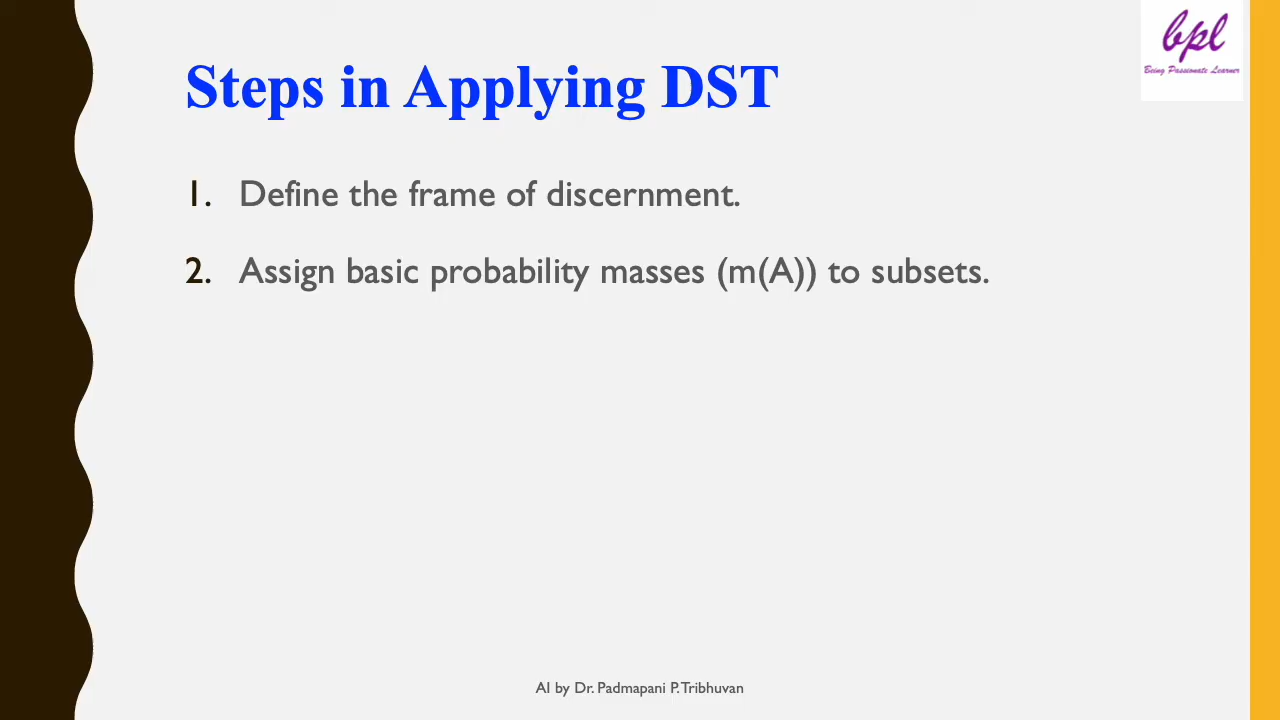 bpl
Being Passionate Learner
Steps in Applying DST
1. Define the frame of discernment.
2. Assign basic probability masses (m(A)) to subsets.
AI by Dr. Padmapani P. Tribhuvan